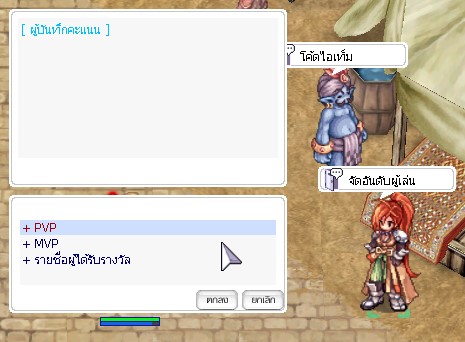 [ ผู้บันทึกคะแนน ]
โค้ดไอเท็ม
จัดอันดับผู้เล่น
+ PVP
+ MVP
+ รายชื่อผู้ได้รับรางวัล
ตกลง
ยกเลิก